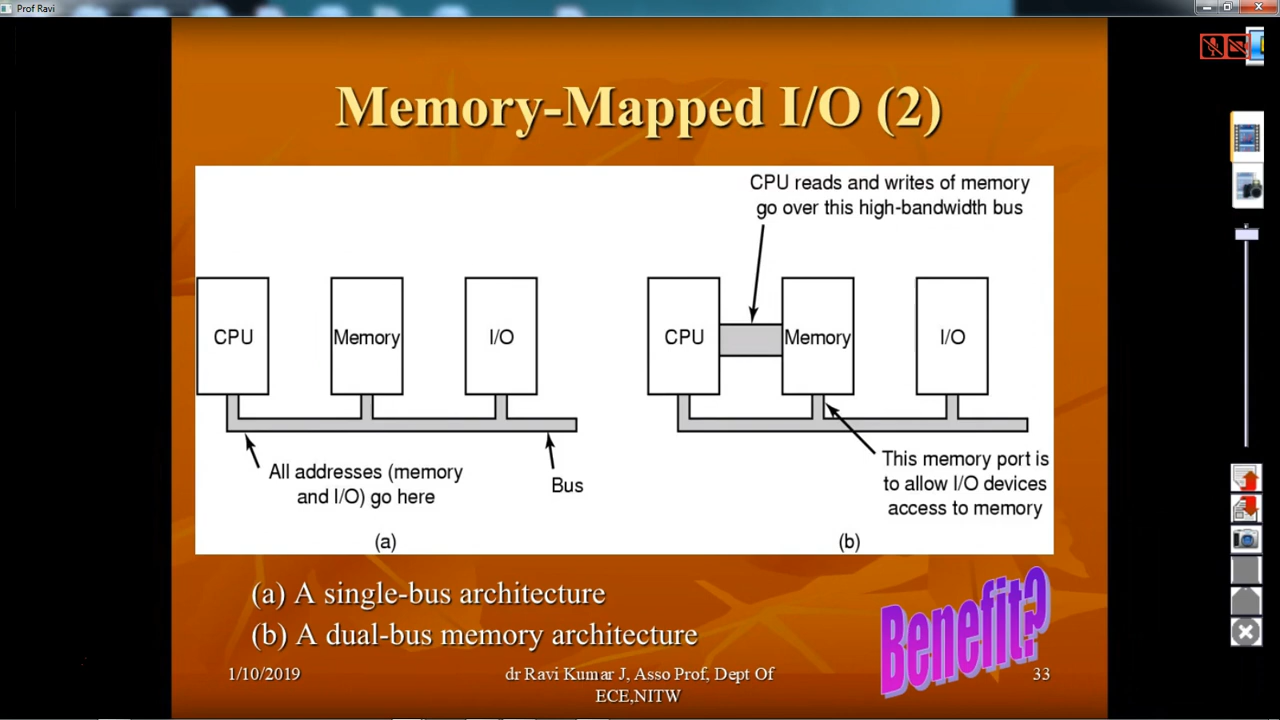 Prof Ravi
Memory-Mapped I/O (2)
CPU reads and writes of memory
go over this high-bandwidth bus
CPU
Memory
I/O
CPU
Memory
I/O
All addresses (memory
and I/O) go here
Bus
This memory port is
to allow I/O devices
access to memory
(a)
(b)
(a) A single-bus architecture
(b) A dual-bus memory architecture
Benefit?
1/10/2019
dr Ravi Kumar J, Asso Prof, Dept Of
ECE,NITW
33